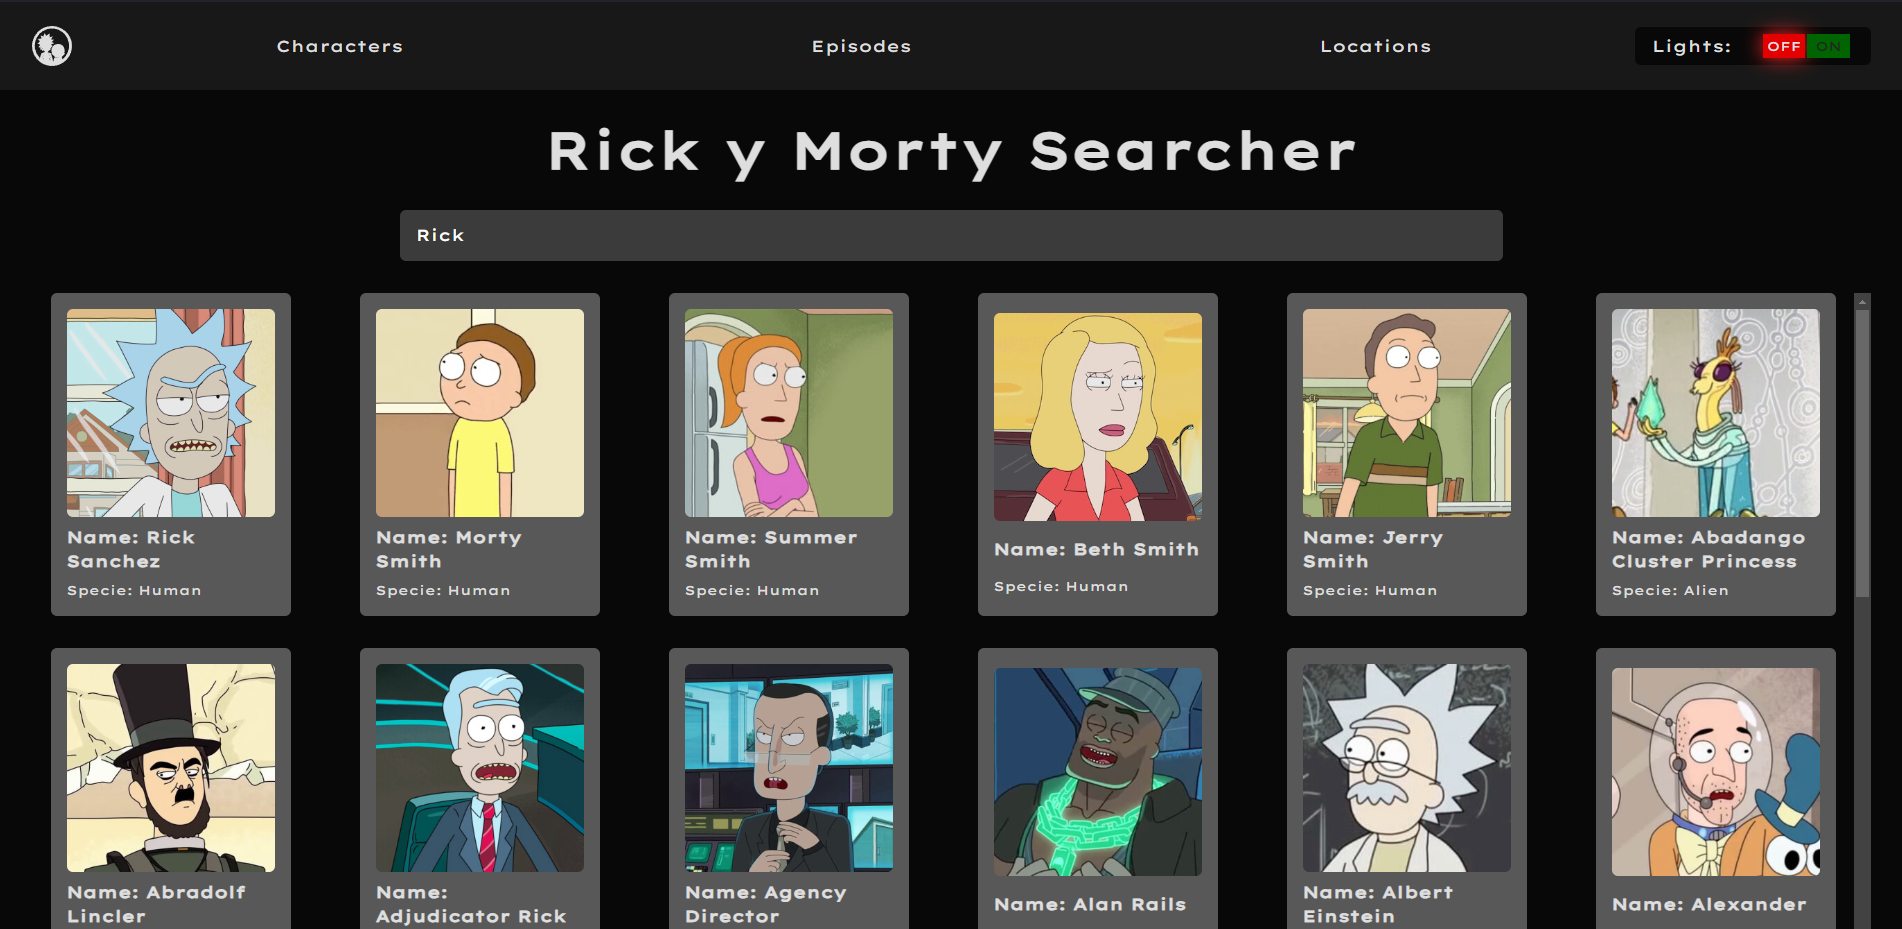 Characters
Episodes
Locations
Lights:
OFF
ON
Rick y Morty Searcher
Rick
Name: Rick
Sanchez
Specie: Human
Name: Morty
Smith
Specie: Human
Name: Summer
Smith
Specie: Human
Name: Beth Smith
Specie: Human
Name: Jerry
Smith
Specie: Human
Name: Abadango
Cluster Princess
Specie: Alien
Name: Abradolf
Lincler
Name:
Adjudicator Rick
Name: Agency
Director
Name: Alan Rails
Name: Albert
Einstein
Name: Alexander